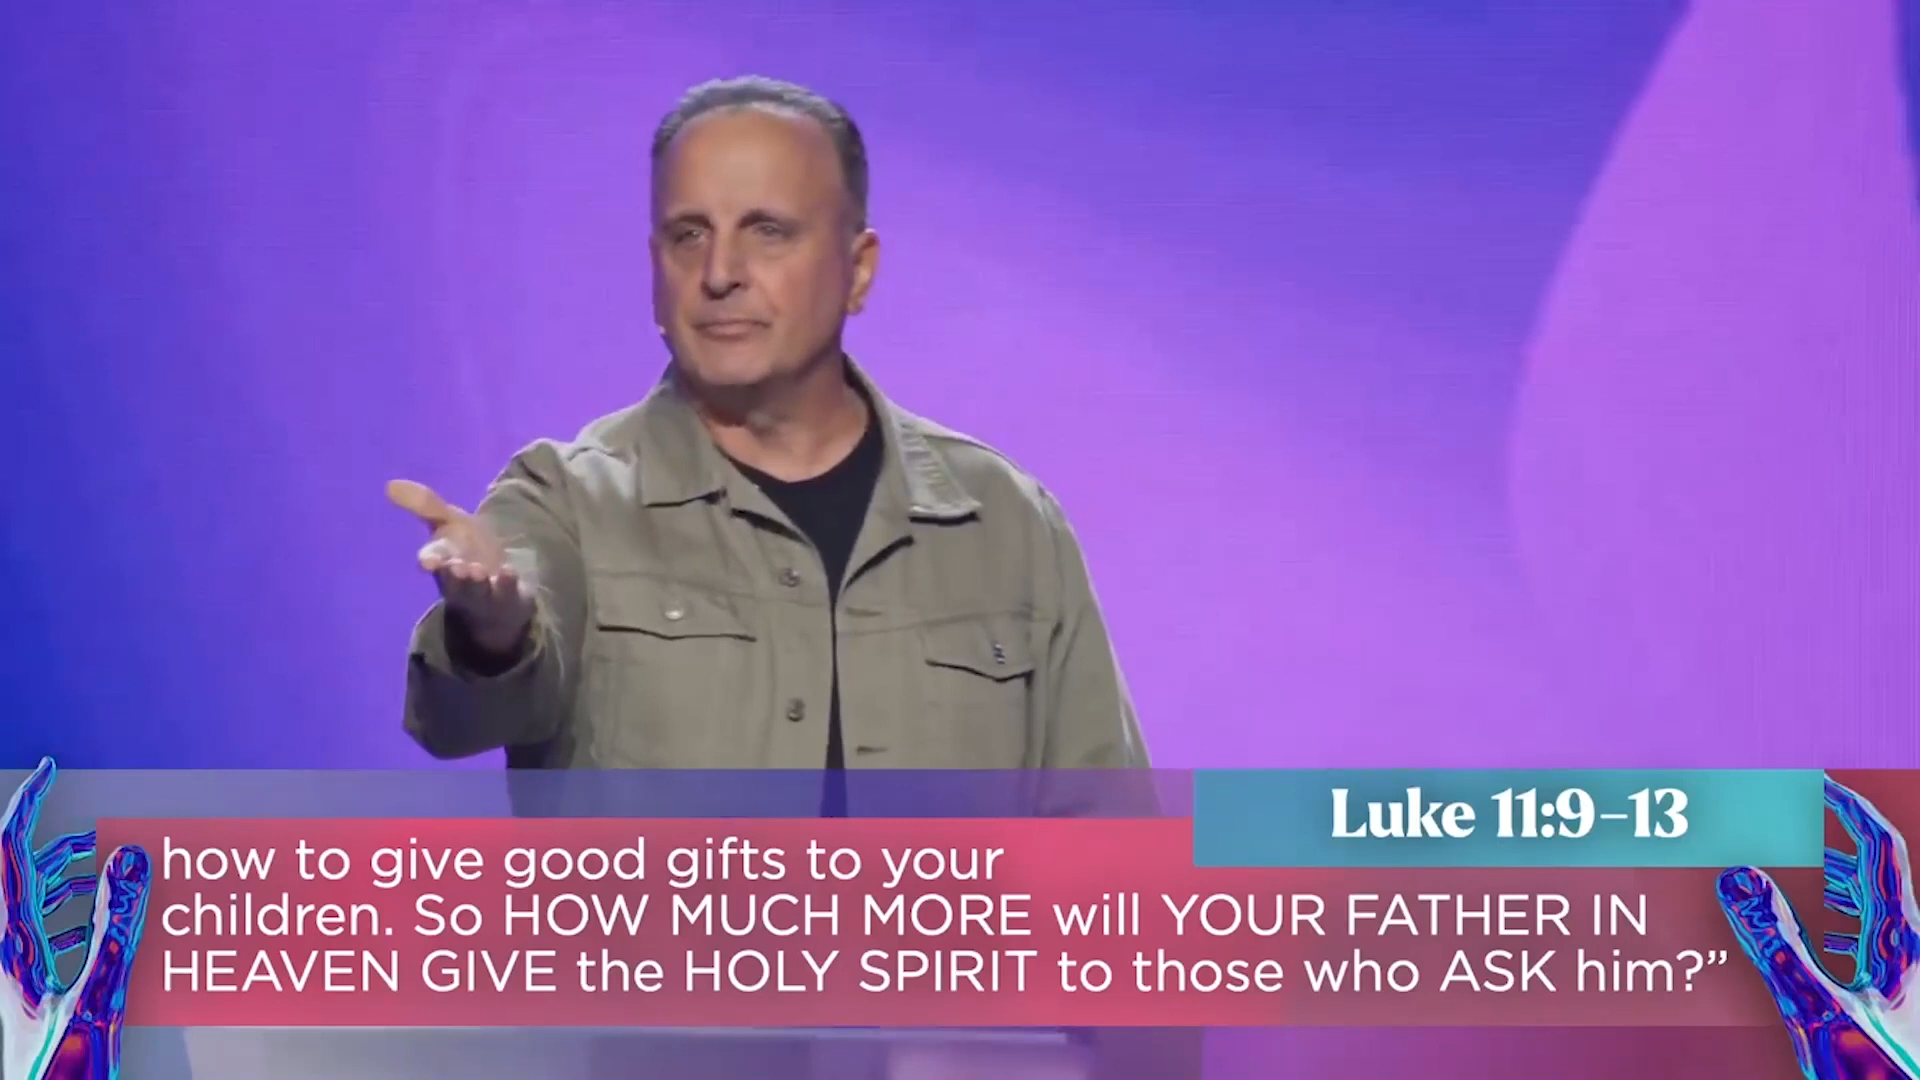 Luke 11:9–13
how to give good gifts to your
children. So HOW MUCH MORE will YOUR FATHER IN
HEAVEN GIVE the HOLY SPIRIT to those who ASK him?”